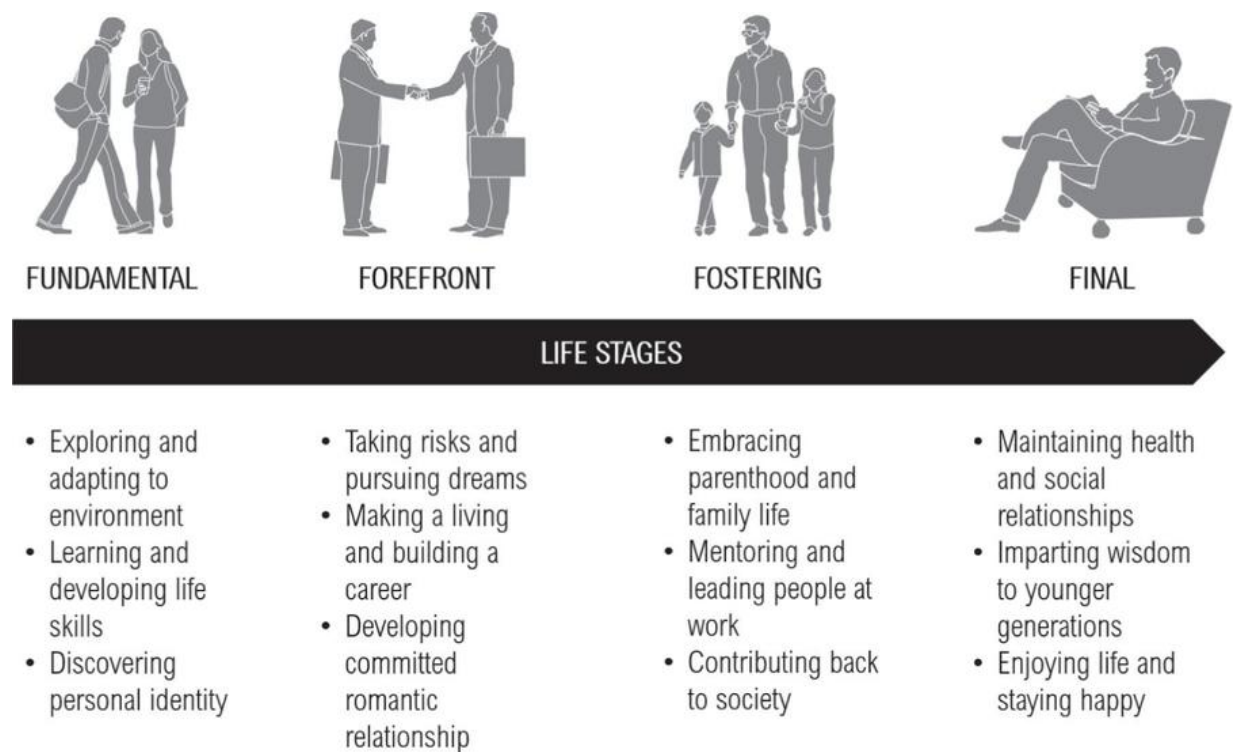 FUNDAMENTAL
FOREFRONT
FOSTERING
FINAL
LIFE STAGES
• Exploring and
adapting to
environment
• Learning and
developing life
skills
• Discovering
personal identity
• Taking risks and
pursuing dreams
• Making a living
and building a
career
• Developing
committed
romantic
relationship
• Embracing
parenthood and
family life
• Mentoring and
leading people at
work
• Contributing back
to society
• Maintaining health
and social
relationships
• Imparting wisdom
to younger
generations
• Enjoying life and
staying happy